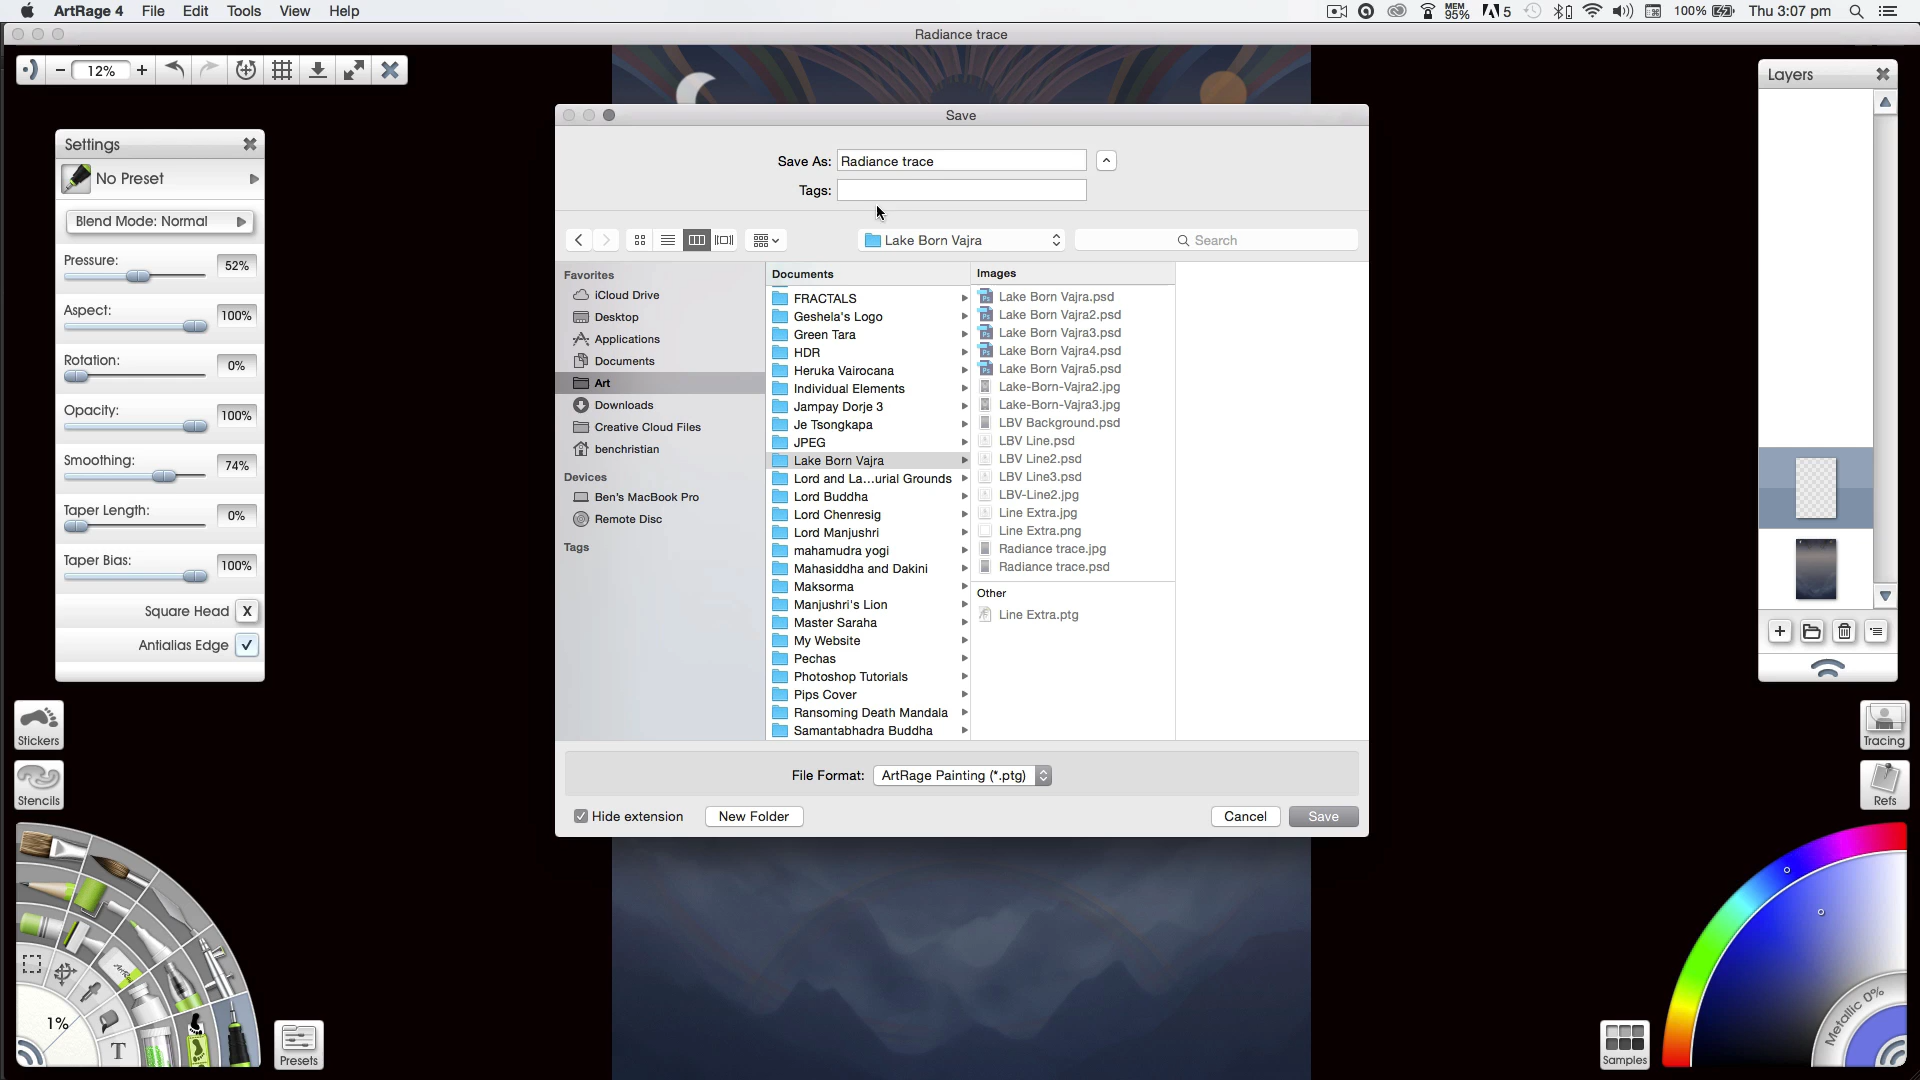 ArtRage 4 File Edit Tools View Help
MEM 95% 5 100% Thu 3:07 pm
Radiance trace
12%
Settings
No Preset
Blend Mode: Normal
Pressure: 52%
Aspect: 100%
Rotation: 0%
Opacity: 100%
Smoothing: 74%
Taper Length: 0%
Taper Bias: 100%
Square Head X
Antialias Edge
Stickers
Stencils
1%
T
Presets
Save
Save As: Radiance trace
Tags:
Lake Born Vajra
Search
Favorites
iCloud Drive
Desktop
Applications
Documents
Art
Downloads
Creative Cloud Files
benchristian
Devices
Ben's MacBook Pro
Remote Disc
Tags
Documents
FRACTALS
Geshela's Logo
Green Tara
HDR
Heruka Vairocana
Individual Elements
Jampay Dorje 3
Je Tsongkapa
JPEG
Lake Born Vajra
Lord and La...urial Grounds
Lord Buddha
Lord Chenresig
Lord Manjushri
mahamudra yogi
Mahasiddha and Dakini
Maksorma
Manjushri's Lion
Master Saraha
My Website
Pechas
Photoshop Tutorials
Pips Cover
Ransoming Death Mandala
Samantabhadra Buddha
Images
Lake Born Vajra.psd
Lake Born Vajra2.psd
Lake Born Vajra3.psd
Lake Born Vajra4.psd
Lake Born Vajra5.psd
Lake-Born-Vajra2.jpg
Lake-Born-Vajra3.jpg
LBV Background.psd
LBV Line.psd
LBV Line2.psd
LBV Line3.psd
LBV-Line2.jpg
Line Extra.jpg
Line Extra.png
Radiance trace.jpg
Radiance trace.psd
Other
Line Extra.ptg
File Format: ArtRage Painting (*.ptg)
Hide extension
New Folder
Cancel
Save
Layers
Tracing
Refs
Metallic 0%
Samples